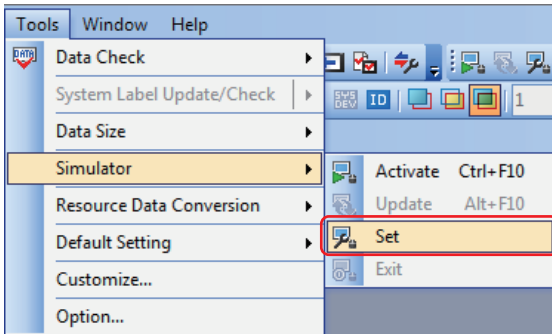 Tools Window Help
DATA Data Check
System Label Update/Check
SYS DEV ID 1
Data Size
Simulator
Activate Ctrl+F10
Resource Data Conversion
Update Alt+F10
Default Setting
Set
Customize...
Exit
Option...